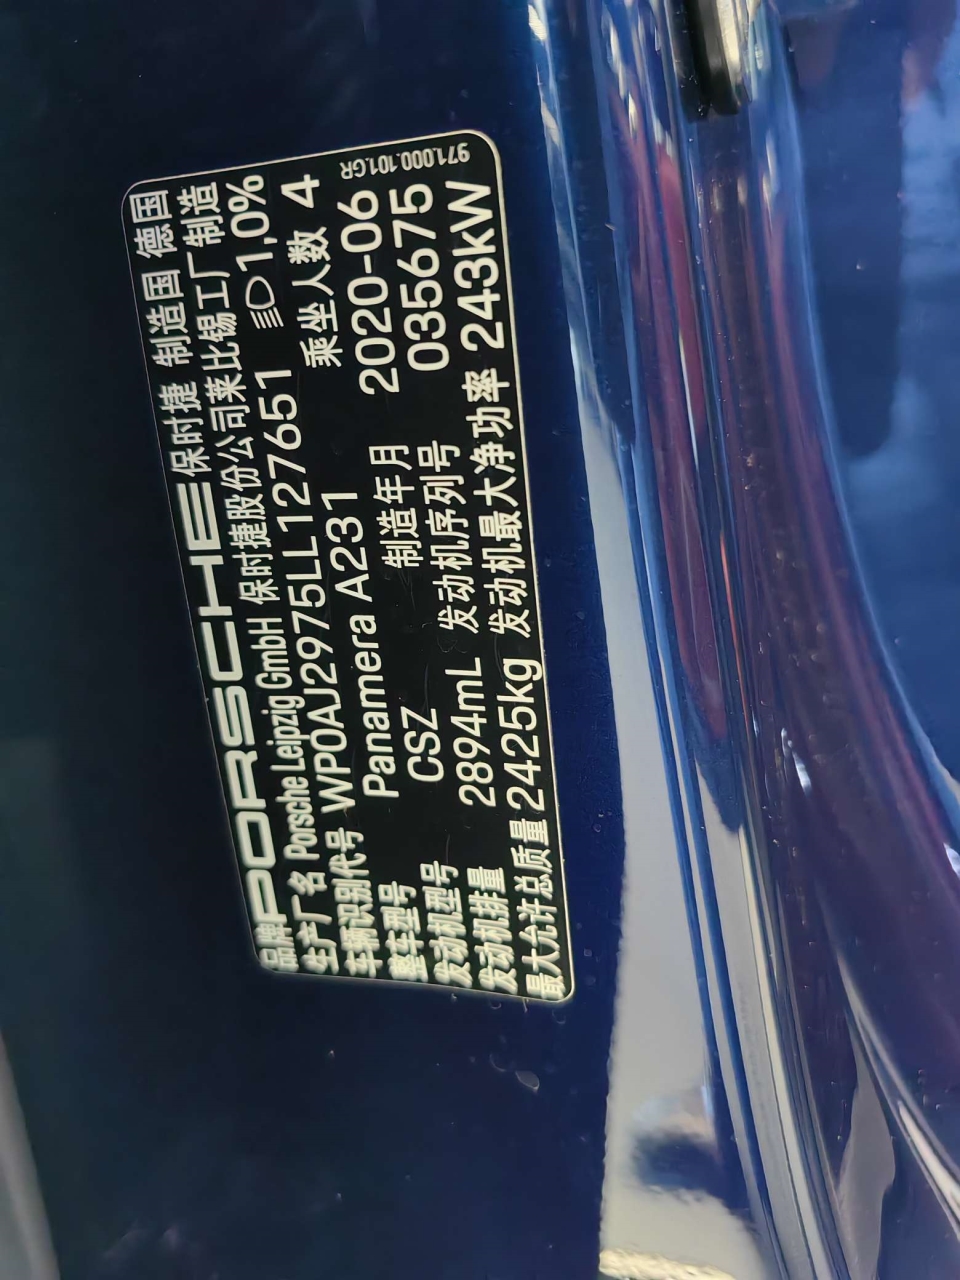 品牌 PORSCHE 保时捷 制造国 德国
生产厂名 Porsche Leipzig GmbH 保时捷股份公司莱比锡工厂制造
车辆识别代号 WP0AJ2975LL127651 1,0%
整车型号 Panamera A231 乘坐人数 4
发动机型号 CSZ 制造年月 2020-06
发动机排量 2894mL 发动机序列号 035675
最大允许总质量 2425kg 发动机最大净功率 243kW
971.000.101.GR